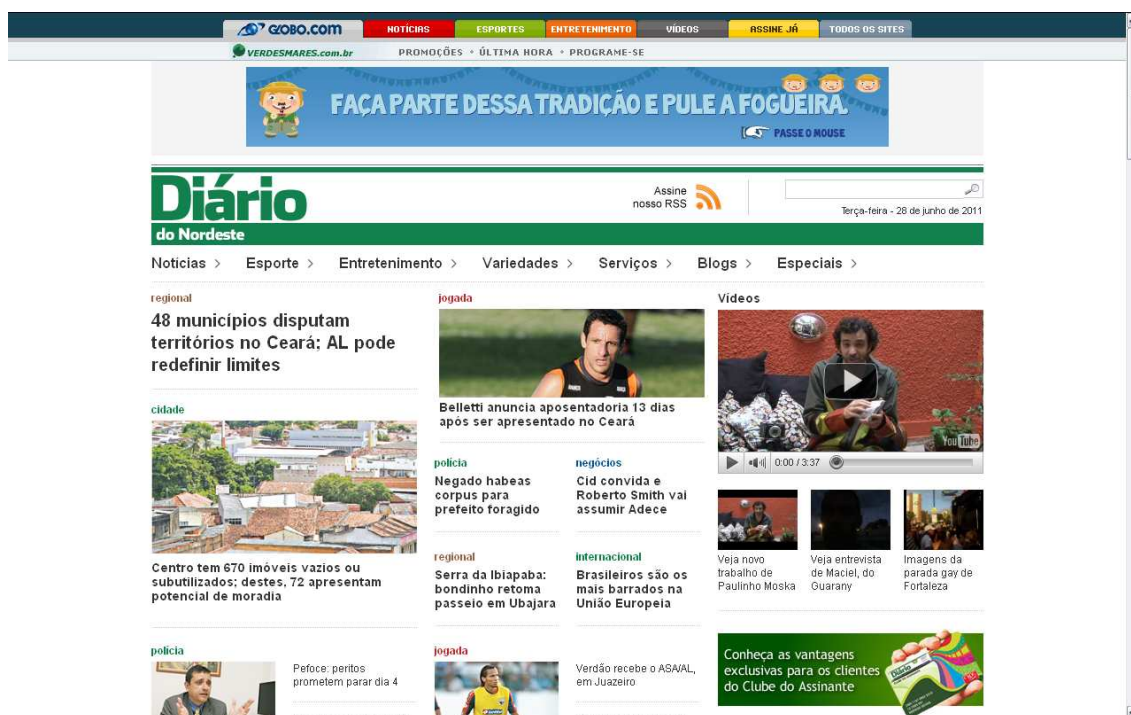 GLOBO.COM
NOTÍCIAS
ESPORTES
ENTRETENIMENTO
VÍDEOS
ASSINE JÁ
TODOS OS SITES
VERDESMARES.com.br
PROMOÇÕES • ÚLTIMA HORA • PROGRAME-SE
FAÇA PARTE DESSA TRADIÇÃO E PULE A FOGUEIRA.
PASSE O MOUSE
Diário
do Nordeste
Assine
nosso RSS
Terça-feira - 28 de junho de 2011
Notícias >
Esporte >
Entretenimento >
Variedades >
Serviços >
Blogs >
Especiais >
regional
48 municípios disputam
territórios no Ceará; AL pode
redefinir limites
cidade
Centro tem 670 imóveis vazios ou
subutilizados; destes, 72 apresentam
potencial de moradia
jogada
Belletti anuncia aposentadoria 13 dias
após ser apresentado no Ceará
polícia
Negado habeas
corpus para
prefeito foragido
negócios
Cid convida e
Roberto Smith vai
assumir Adece
regional
Serra da Ibiapaba:
bondinho retoma
passeio em Ubajara
internacional
Brasileiros são os
mais barrados na
União Europeia
Vídeos
YouTube
0:00 / 3:37
Veja novo
trabalho de
Paulinho Moska
Veja entrevista
de Maciel, do
Guarany
Imagens da
parada gay de
Fortaleza
polícia
Pefoce: peritos
prometem parar dia 4
jogada
Verdão recebe o ASA/AL,
em Juazeiro
Conheça as vantagens
exclusivas para os clientes
do Clube do Assinante
Diário